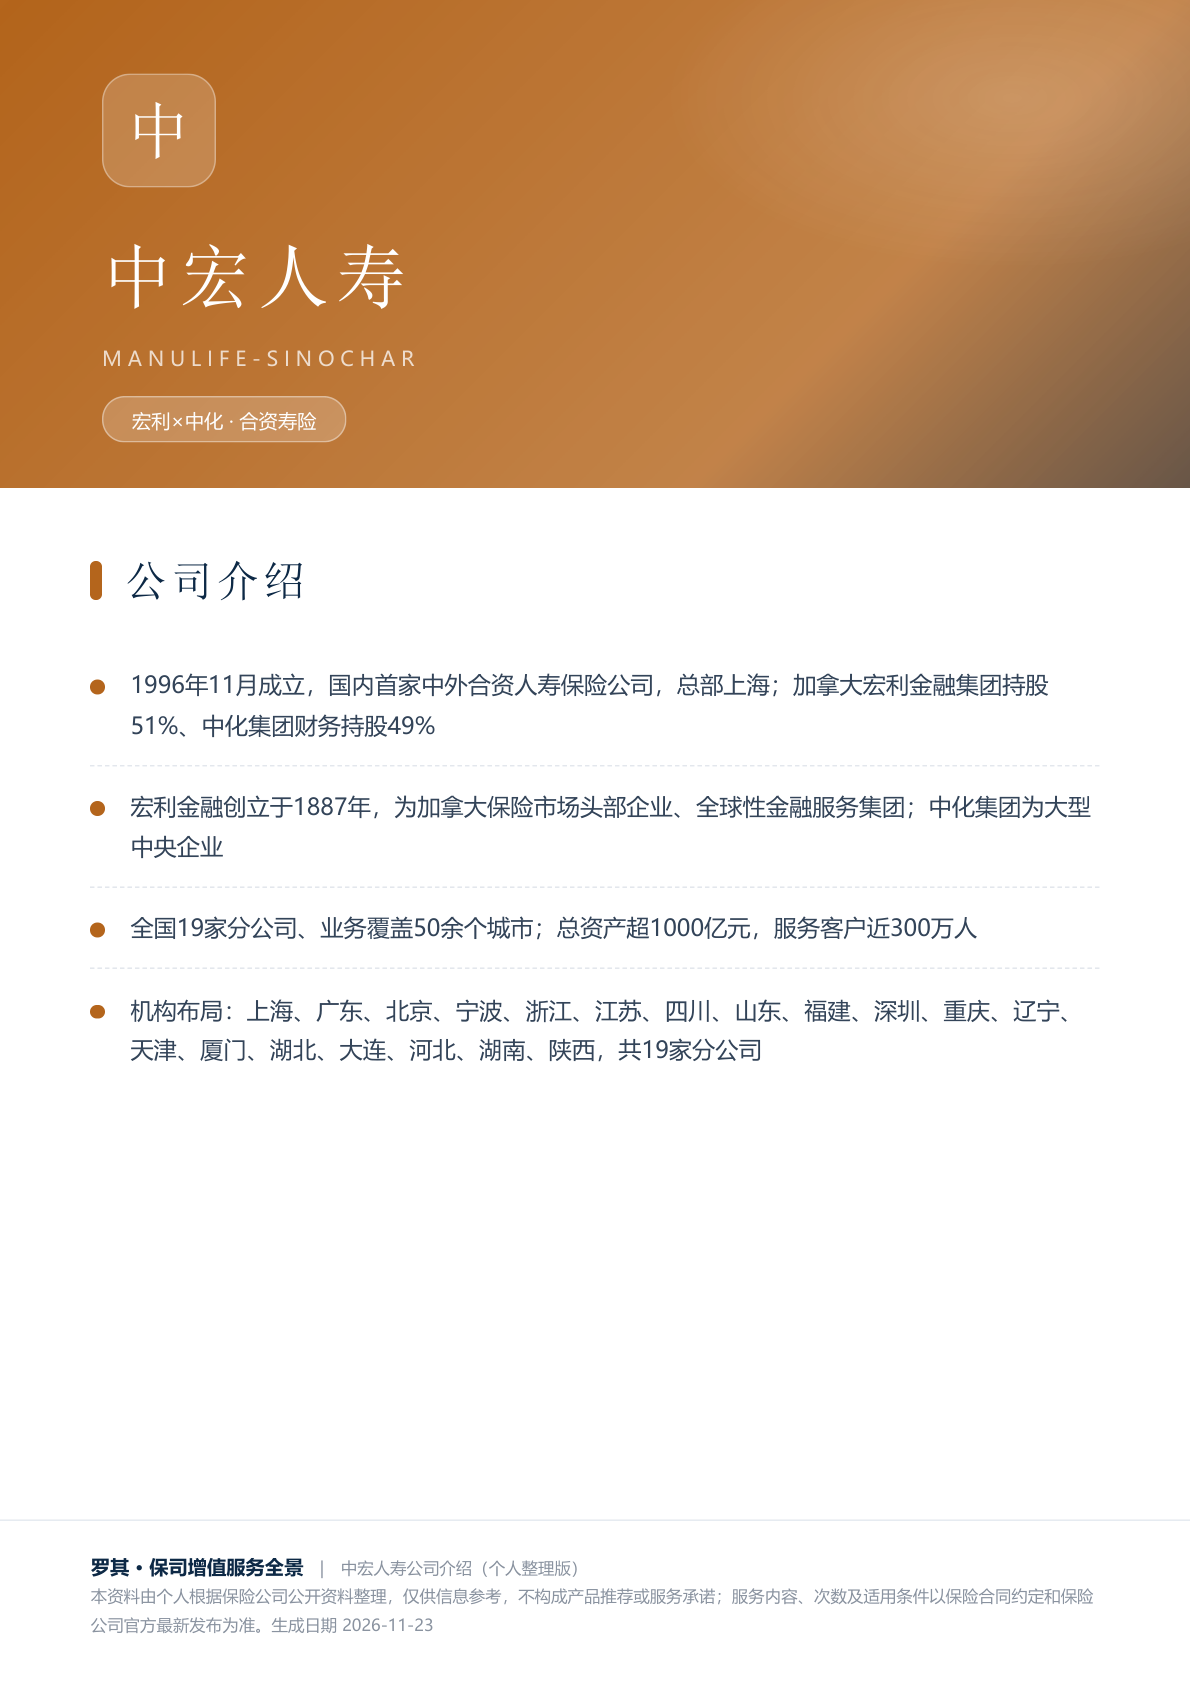 中
中宏人寿
MANULIFE-SINOCHAR
宏利×中化 · 合资寿险
公司介绍
1996年11月成立，国内首家中外合资人寿保险公司，总部上海；加拿大宏利金融集团持股
51%、中化集团财务持股49%
宏利金融创立于1887年，为加拿大保险市场头部企业、全球性金融服务集团；中化集团为大型
中央企业
全国19家分公司、业务覆盖50余个城市；总资产超1000亿元，服务客户近300万人
机构布局：上海、广东、北京、宁波、浙江、江苏、四川、山东、福建、深圳、重庆、辽宁、
天津、厦门、湖北、大连、河北、湖南、陕西，共19家分公司
罗其 • 保司增值服务全景 | 中宏人寿公司介绍（个人整理版）
本资料由个人根据保险公司公开资料整理，仅供信息参考，不构成产品推荐或服务承诺；服务内容、次数及适用条件以保险合同约定和保险
公司官方最新发布为准。生成日期 2026-11-23